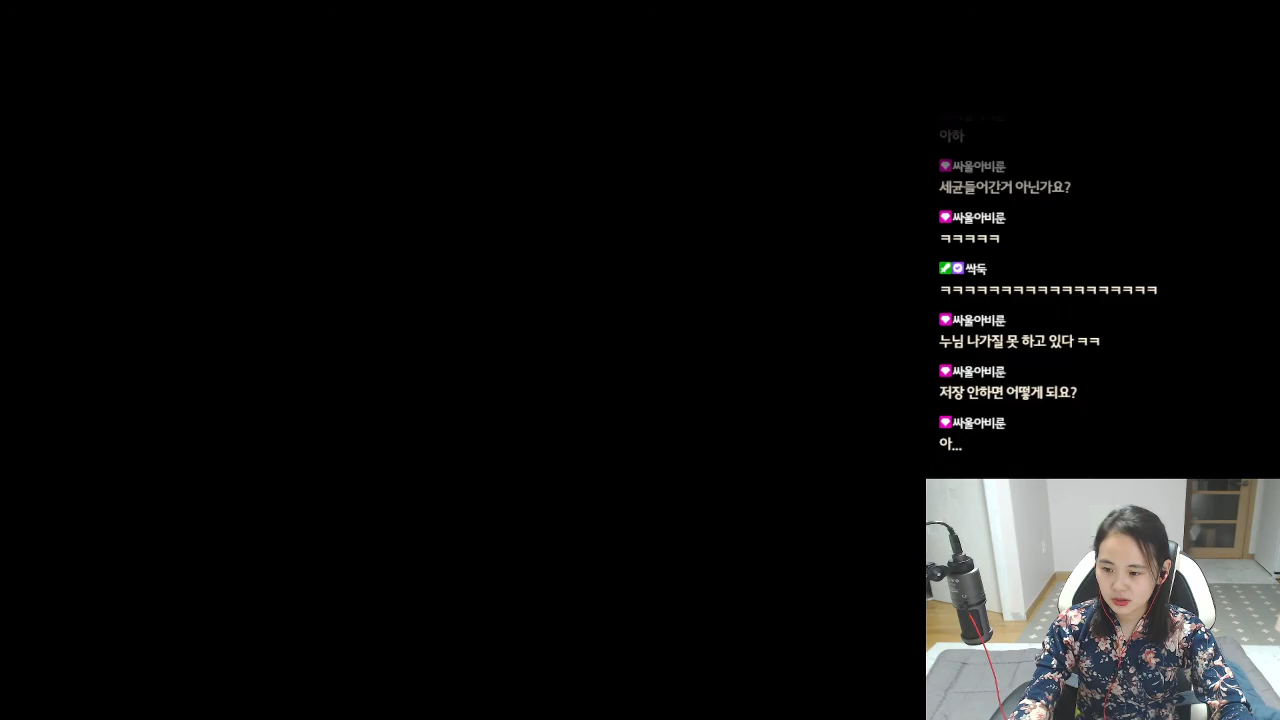 아하
싸울아비룬
세균들어간거 아닌가요?
싸울아비룬
ㅋㅋㅋㅋㅋ
싹둑
ㅋㅋㅋㅋㅋㅋㅋㅋㅋㅋㅋㅋㅋㅋㅋㅋㅋㅋ
싸울아비룬
누님 나가질 못 하고 있다 ㅋㅋ
싸울아비룬
저장 안하면 어떻게 되요?
싸울아비룬
아...